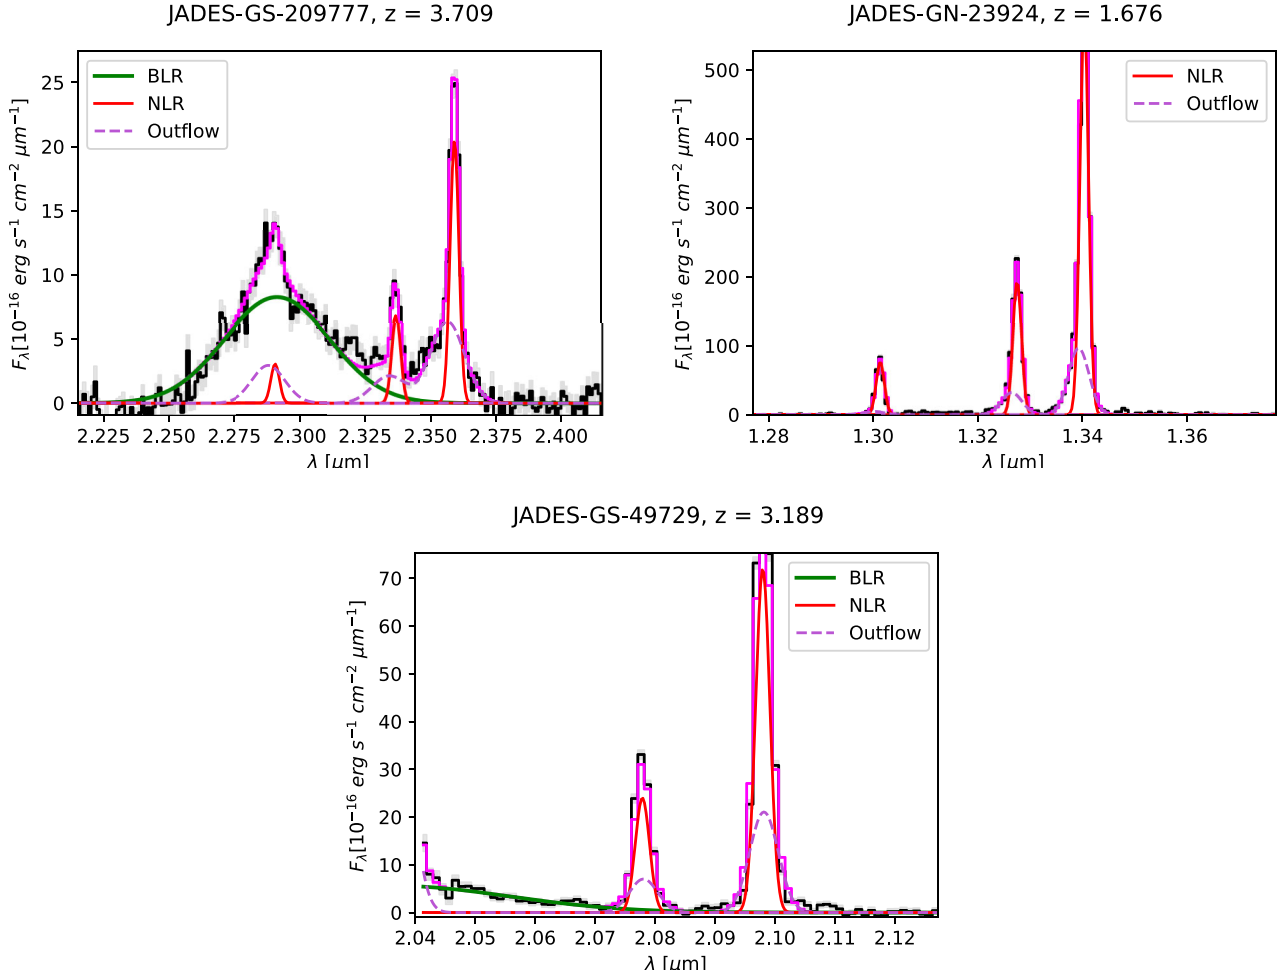 JADES-GS-209777, z = 3.709
BLR
NLR
Outflow
25
20
15
10
5
0
F_λ[10⁻¹⁶ erg s⁻¹ cm⁻² μm⁻¹]
2.225 2.250 2.275 2.300 2.325 2.350 2.375 2.400
λ [μm]
JADES-GN-23924, z = 1.676
NLR
Outflow
500
400
300
200
100
0
F_λ[10⁻¹⁶ erg s⁻¹ cm⁻² μm⁻¹]
1.28 1.30 1.32 1.34 1.36
λ [μm]
JADES-GS-49729, z = 3.189
BLR
NLR
Outflow
70
60
50
40
30
20
10
0
F_λ[10⁻¹⁶ erg s⁻¹ cm⁻² μm⁻¹]
2.04 2.05 2.06 2.07 2.08 2.09 2.10 2.11 2.12
λ [μm]